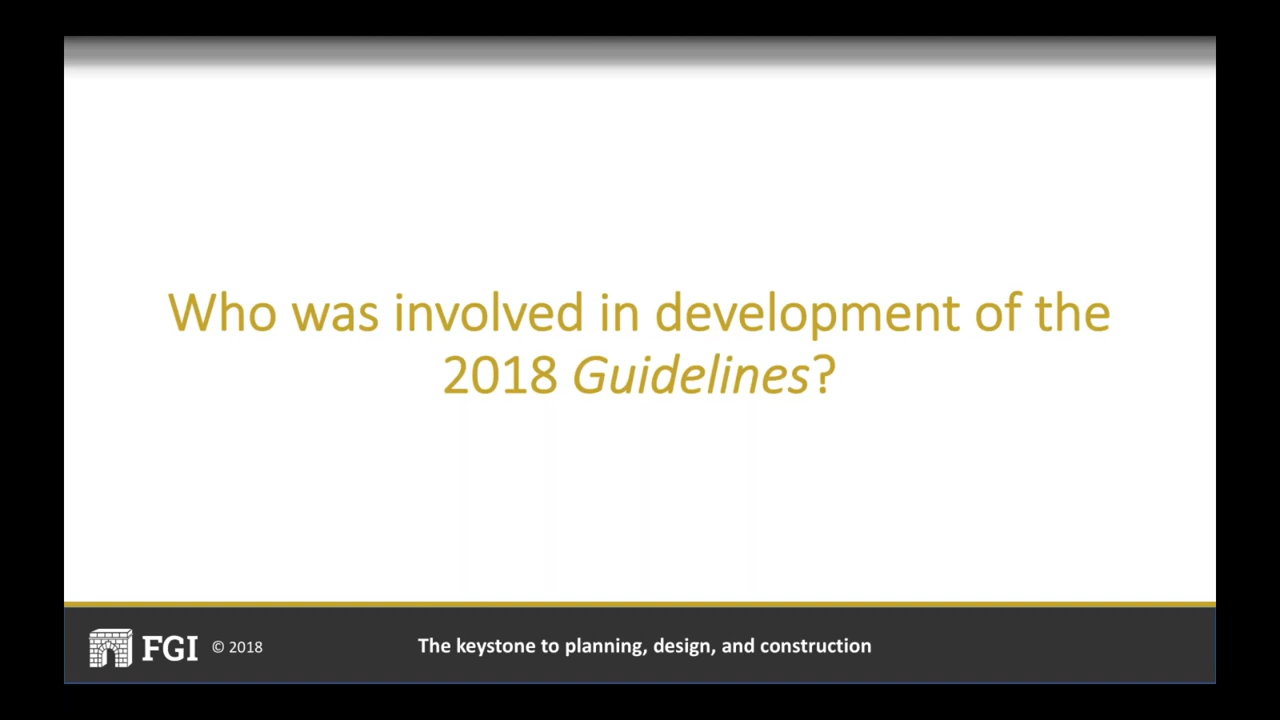 Who was involved in development of the
2018 Guidelines?
FGI © 2018
The keystone to planning, design, and construction